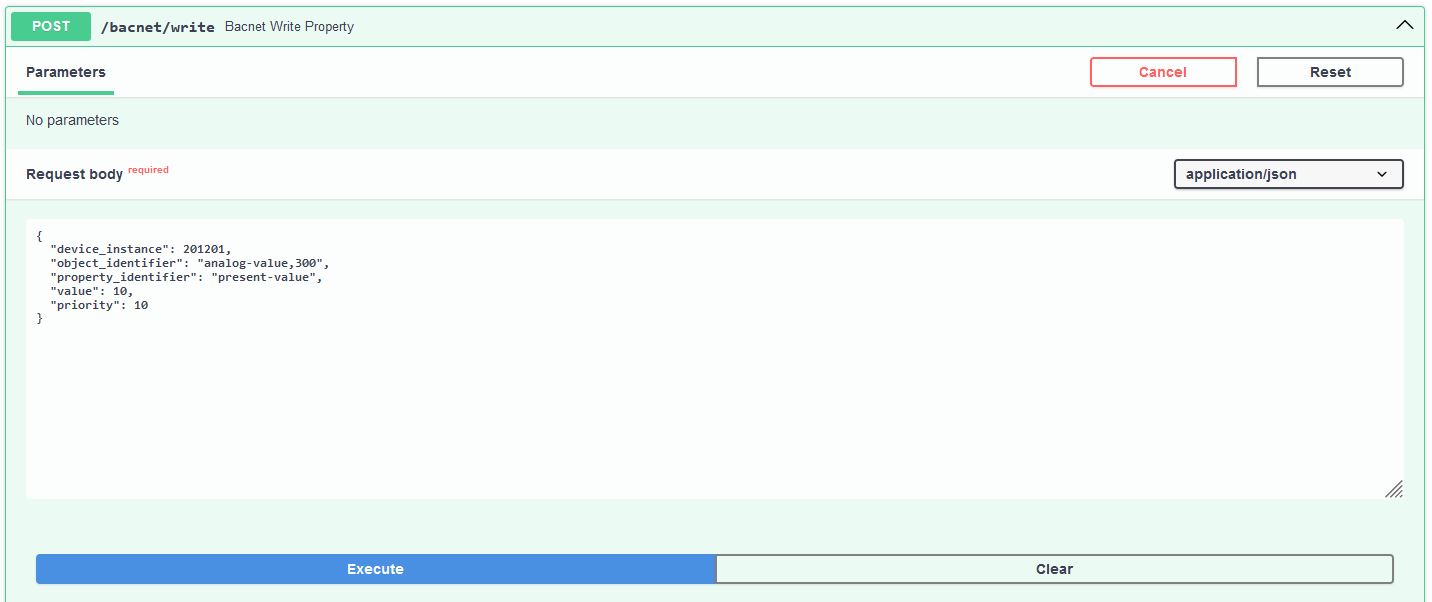 POST /bacnet/write Bacnet Write Property
Parameters Cancel Reset
No parameters
Request body required application/json
{
  "device_instance": 201201,
  "object_identifier": "analog-value,300",
  "property_identifier": "present-value",
  "value": 10,
  "priority": 10
}
Execute Clear